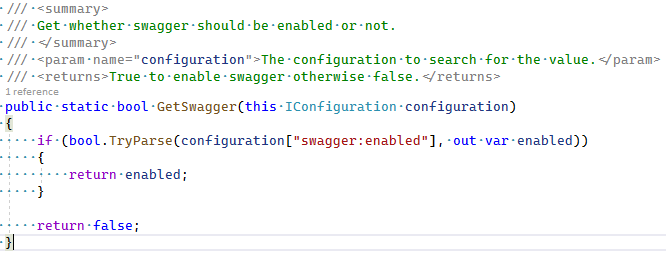 /// <summary>
/// Get whether swagger should be enabled or not.
/// </summary>
/// <param name="configuration">The configuration to search for the value.</param>
/// <returns>True to enable swagger otherwise false.</returns>
1 reference
public static bool GetSwagger(this IConfiguration configuration)
{
    if (bool.TryParse(configuration["swagger:enabled"], out var enabled))
    {
        return enabled;
    }

    return false;
}